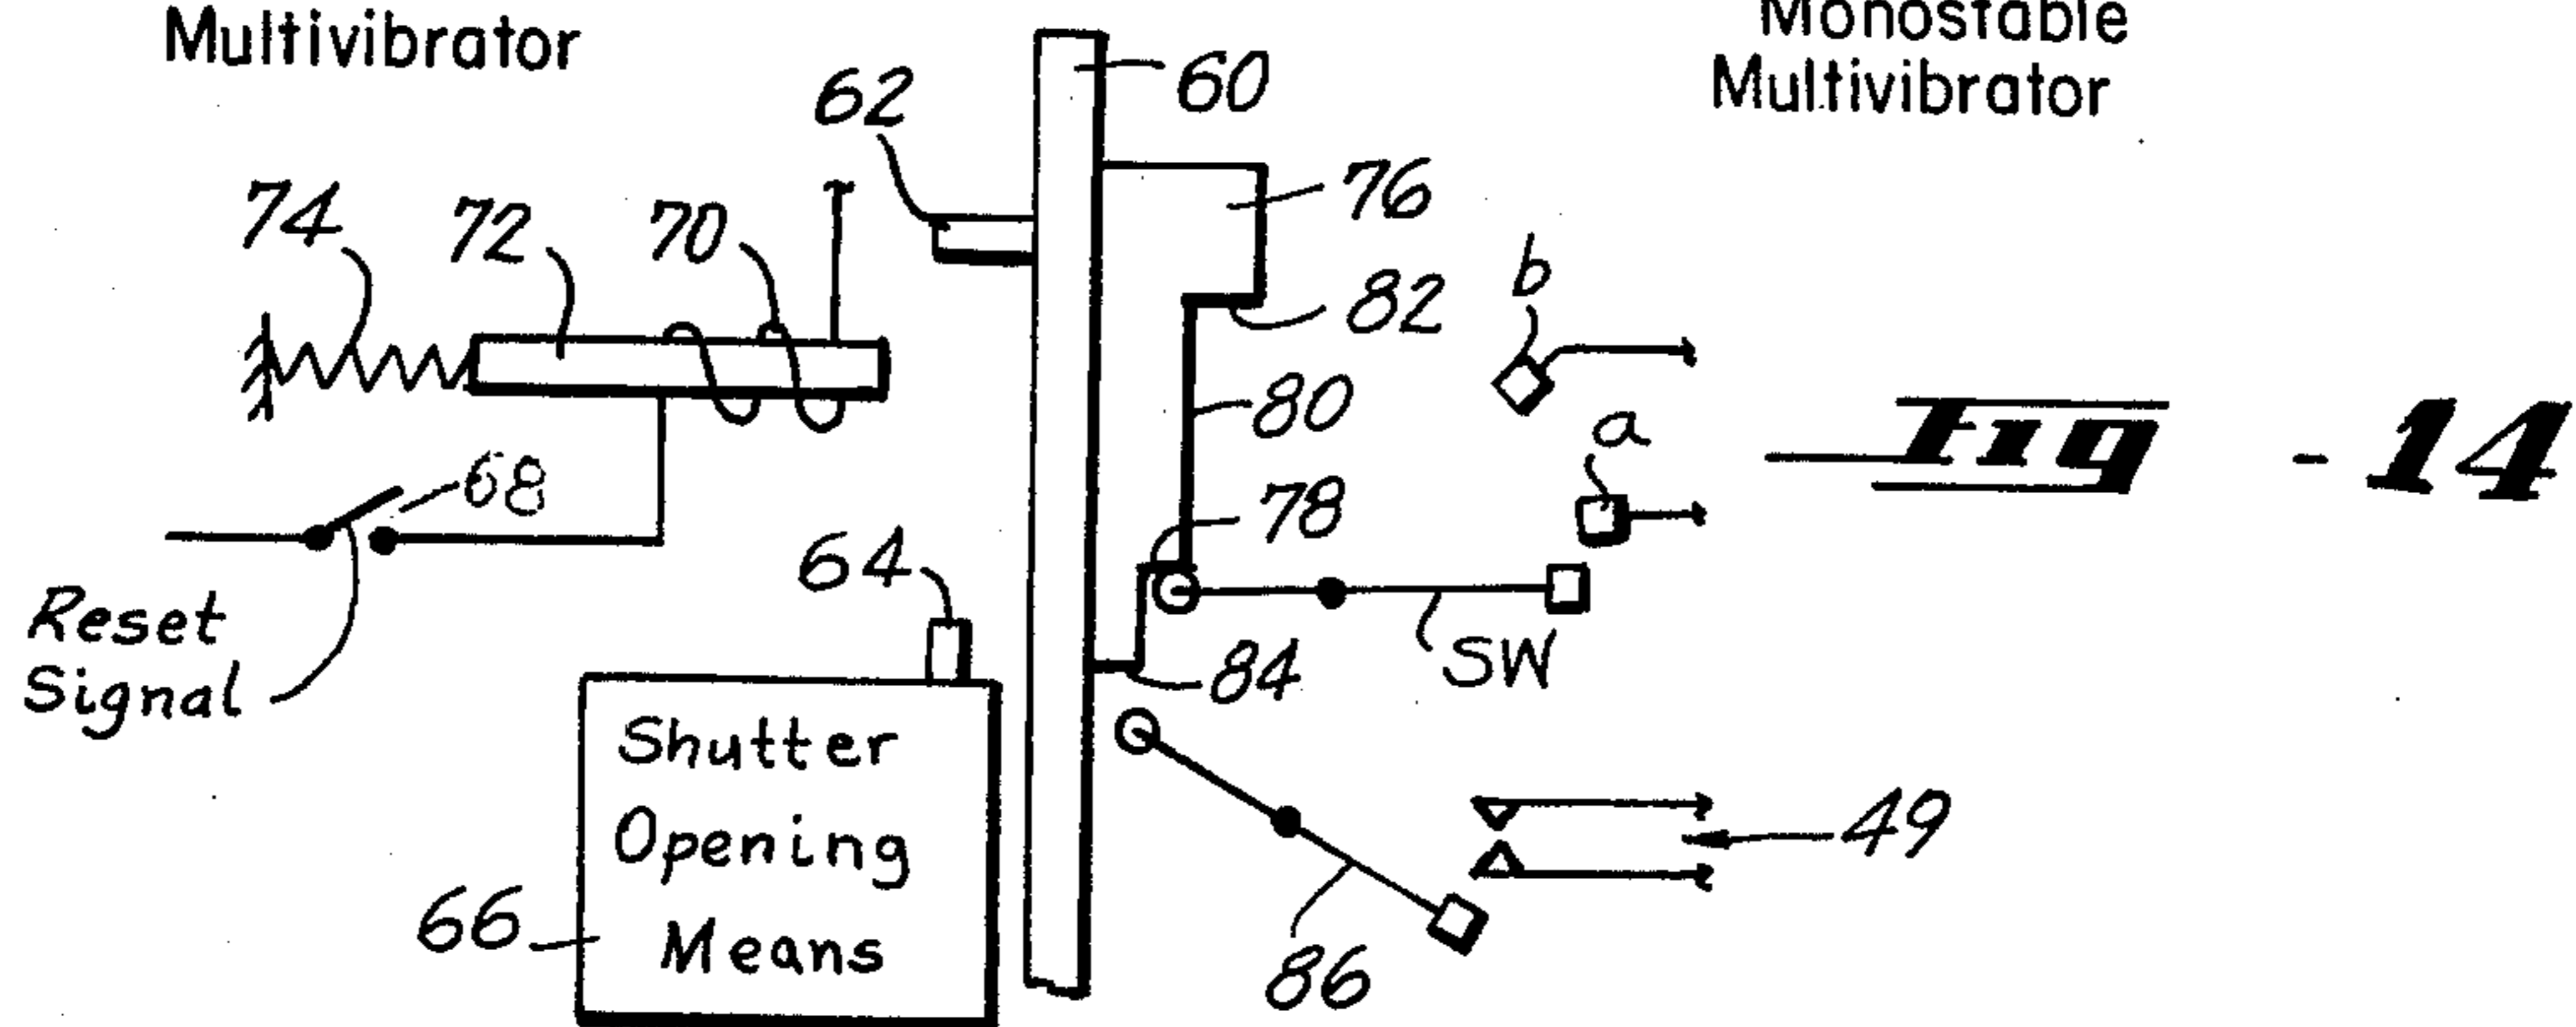 Multivibrator
Monostable
Multivibrator
60
62
76
74
72
70
b
82
80
a
Fig - 14
68
78
64
Reset
Signal
SW
84
Shutter
Opening
Means
49
66
86